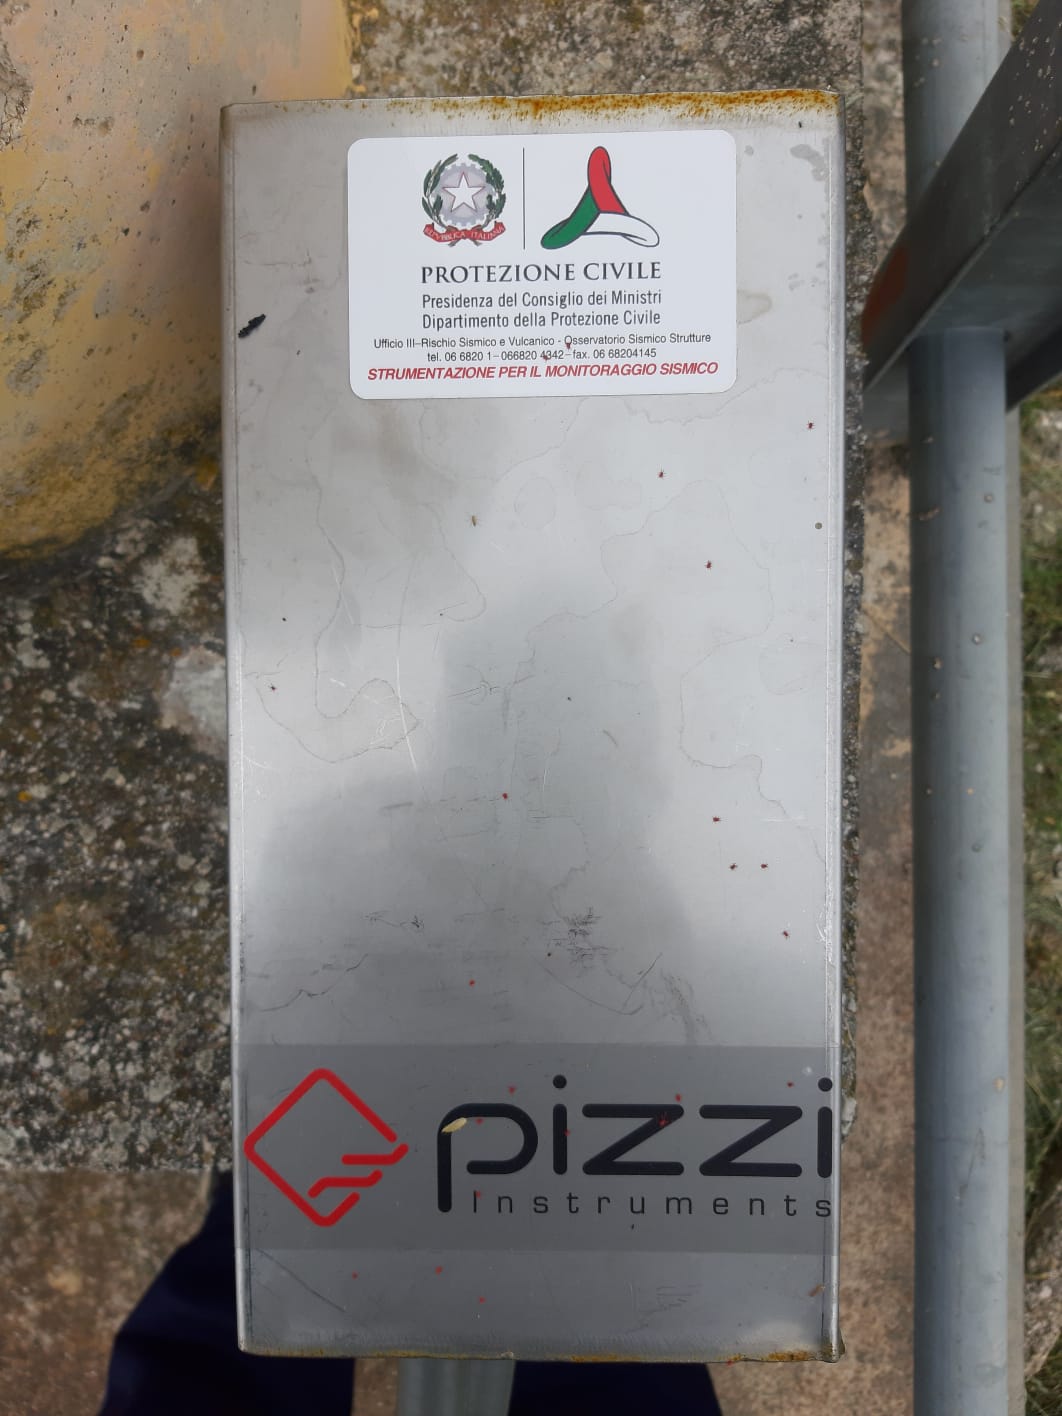 REPVBBLICA ITALIANA
PROTEZIONE CIVILE
Presidenza del Consiglio dei Ministri
Dipartimento della Protezione Civile
Ufficio III–Rischio Sismico e Vulcanico - Osservatorio Sismico Strutture
tel. 06 6820 1–066820 4342–fax. 06 68204145
STRUMENTAZIONE PER IL MONITORAGGIO SISMICO
pizzi
Instruments